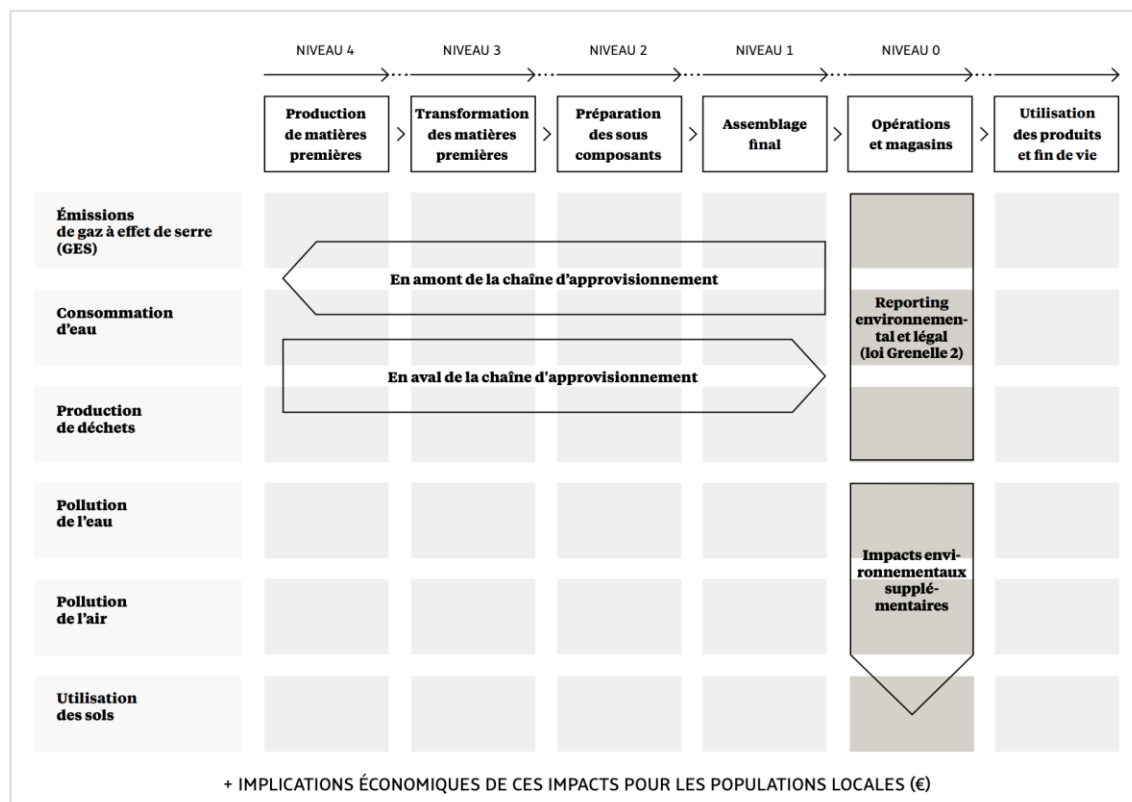 NIVEAU 4
NIVEAU 3
NIVEAU 2
NIVEAU 1
NIVEAU 0
Production
de matières
premières
Transformation
des matières
premières
Préparation
des sous
composants
Assemblage
final
Opérations
et magasins
Utilisation
des produits
et fin de vie
Émissions
de gaz à effet de serre
(GES)
En amont de la chaîne d’approvisionnement
Consommation
d’eau
Reporting
environnemen-
tal et légal
(loi Grenelle 2)
En aval de la chaîne d'approvisionnement
Production
de déchets
Pollution
de l’eau
Impacts envi-
ronnementaux
supplé-
mentaires
Pollution
de l’air
Utilisation
des sols
+ IMPLICATIONS ÉCONOMIQUES DE CES IMPACTS POUR LES POPULATIONS LOCALES (€)